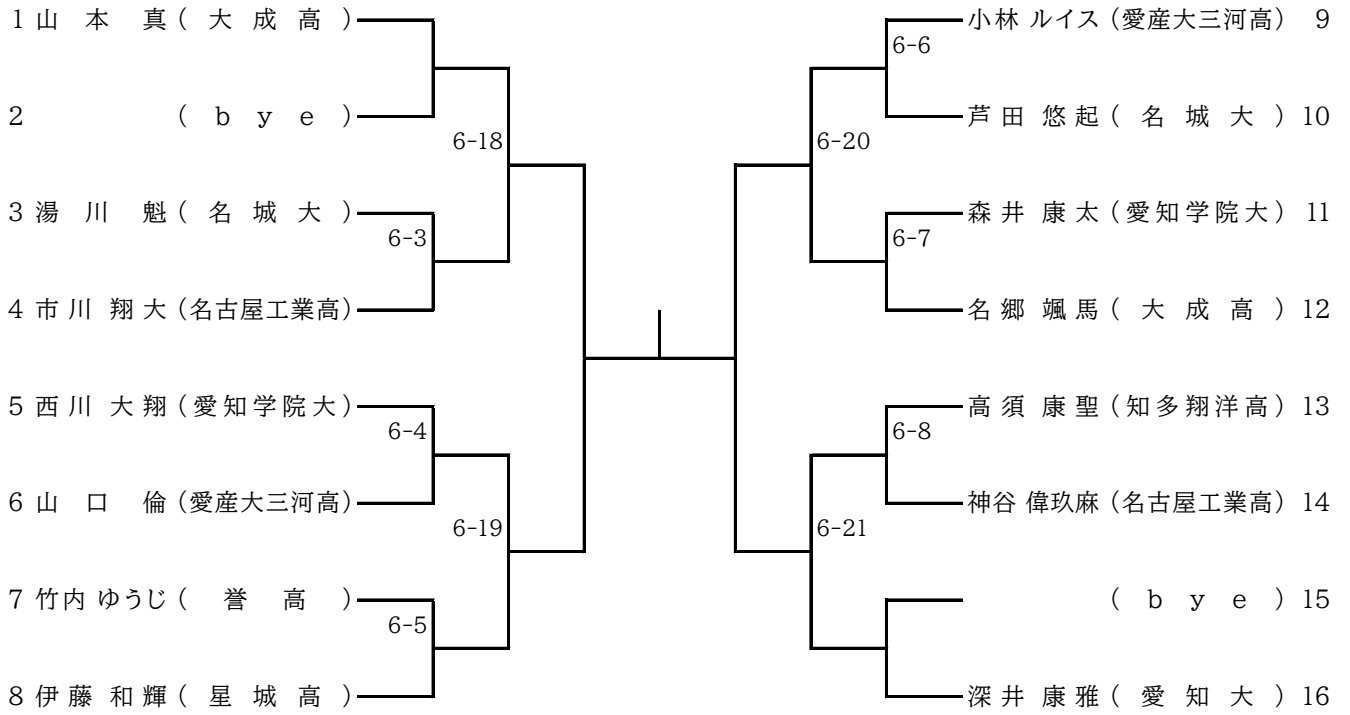 1 山本 真 (大成高)
小林 ルイス (愛産大三河高) 9
6-6
2 (bye)
芦田 悠起 (名城大) 10
6-18
6-20
3 湯川 魁 (名城大)
森井 康太 (愛知学院大) 11
6-3
6-7
4 市川 翔大 (名古屋工業高)
名郷 颯馬 (大成高) 12
5 西川 大翔 (愛知学院大)
高須 康聖 (知多翔洋高) 13
6-4
6-8
6 山口 倫 (愛産大三河高)
神谷 偉玖麻 (名古屋工業高) 14
6-19
6-21
7 竹内 ゆうじ (誉高)
(bye) 15
6-5
8 伊藤 和輝 (星城高)
深井 康雅 (愛知大) 16